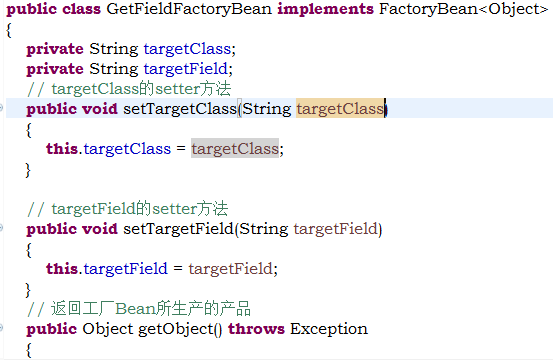 public class GetFieldFactoryBean implements FactoryBean<Object>
{
private String targetClass;
private String targetField;
// targetClass的setter方法
public void setTargetClass(String targetClass)
{
this.targetClass = targetClass;
}
// targetField的setter方法
public void setTargetField(String targetField)
{
this.targetField = targetField;
}
// 返回工厂Bean所生产的产品
public Object getObject() throws Exception
{